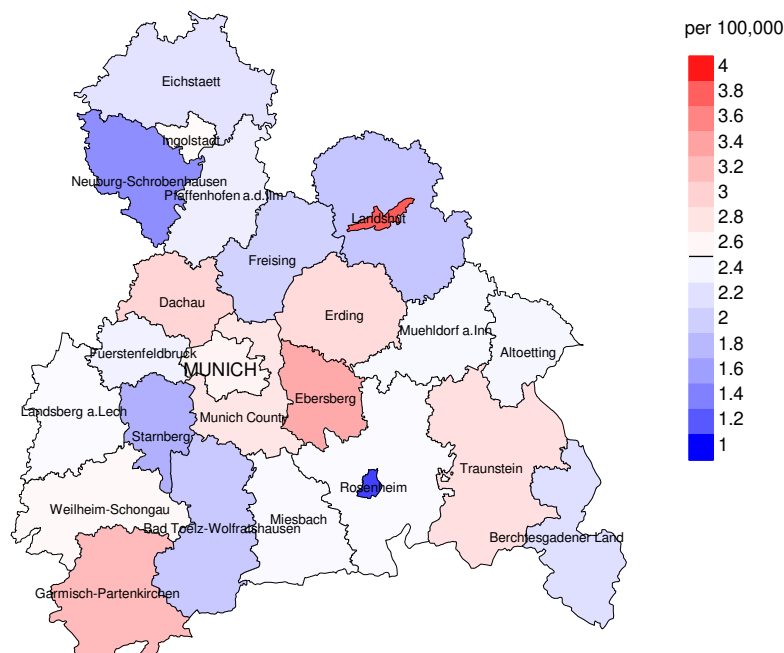 per 100,000
4
3.8
3.6
3.4
3.2
3
2.8
2.6
2.4
2.2
2
1.8
1.6
1.4
1.2
1
Eichstaett
Ingolstadt
Neuburg-Schrobenhausen
Pfaffenhofen a.d.Ilm
Landshut
Freising
Dachau
Erding
Muehldorf a.Inn
Altoetting
Fuerstenfeldbruck
MUNICH
Ebersberg
Landsberg a.Lech
Munich County
Starnberg
Traunstein
Rosenheim
Weilheim-Schongau
Miesbach
Bad Toelz-Wolfratshausen
Berchtesgadener Land
Garmisch-Partenkirchen